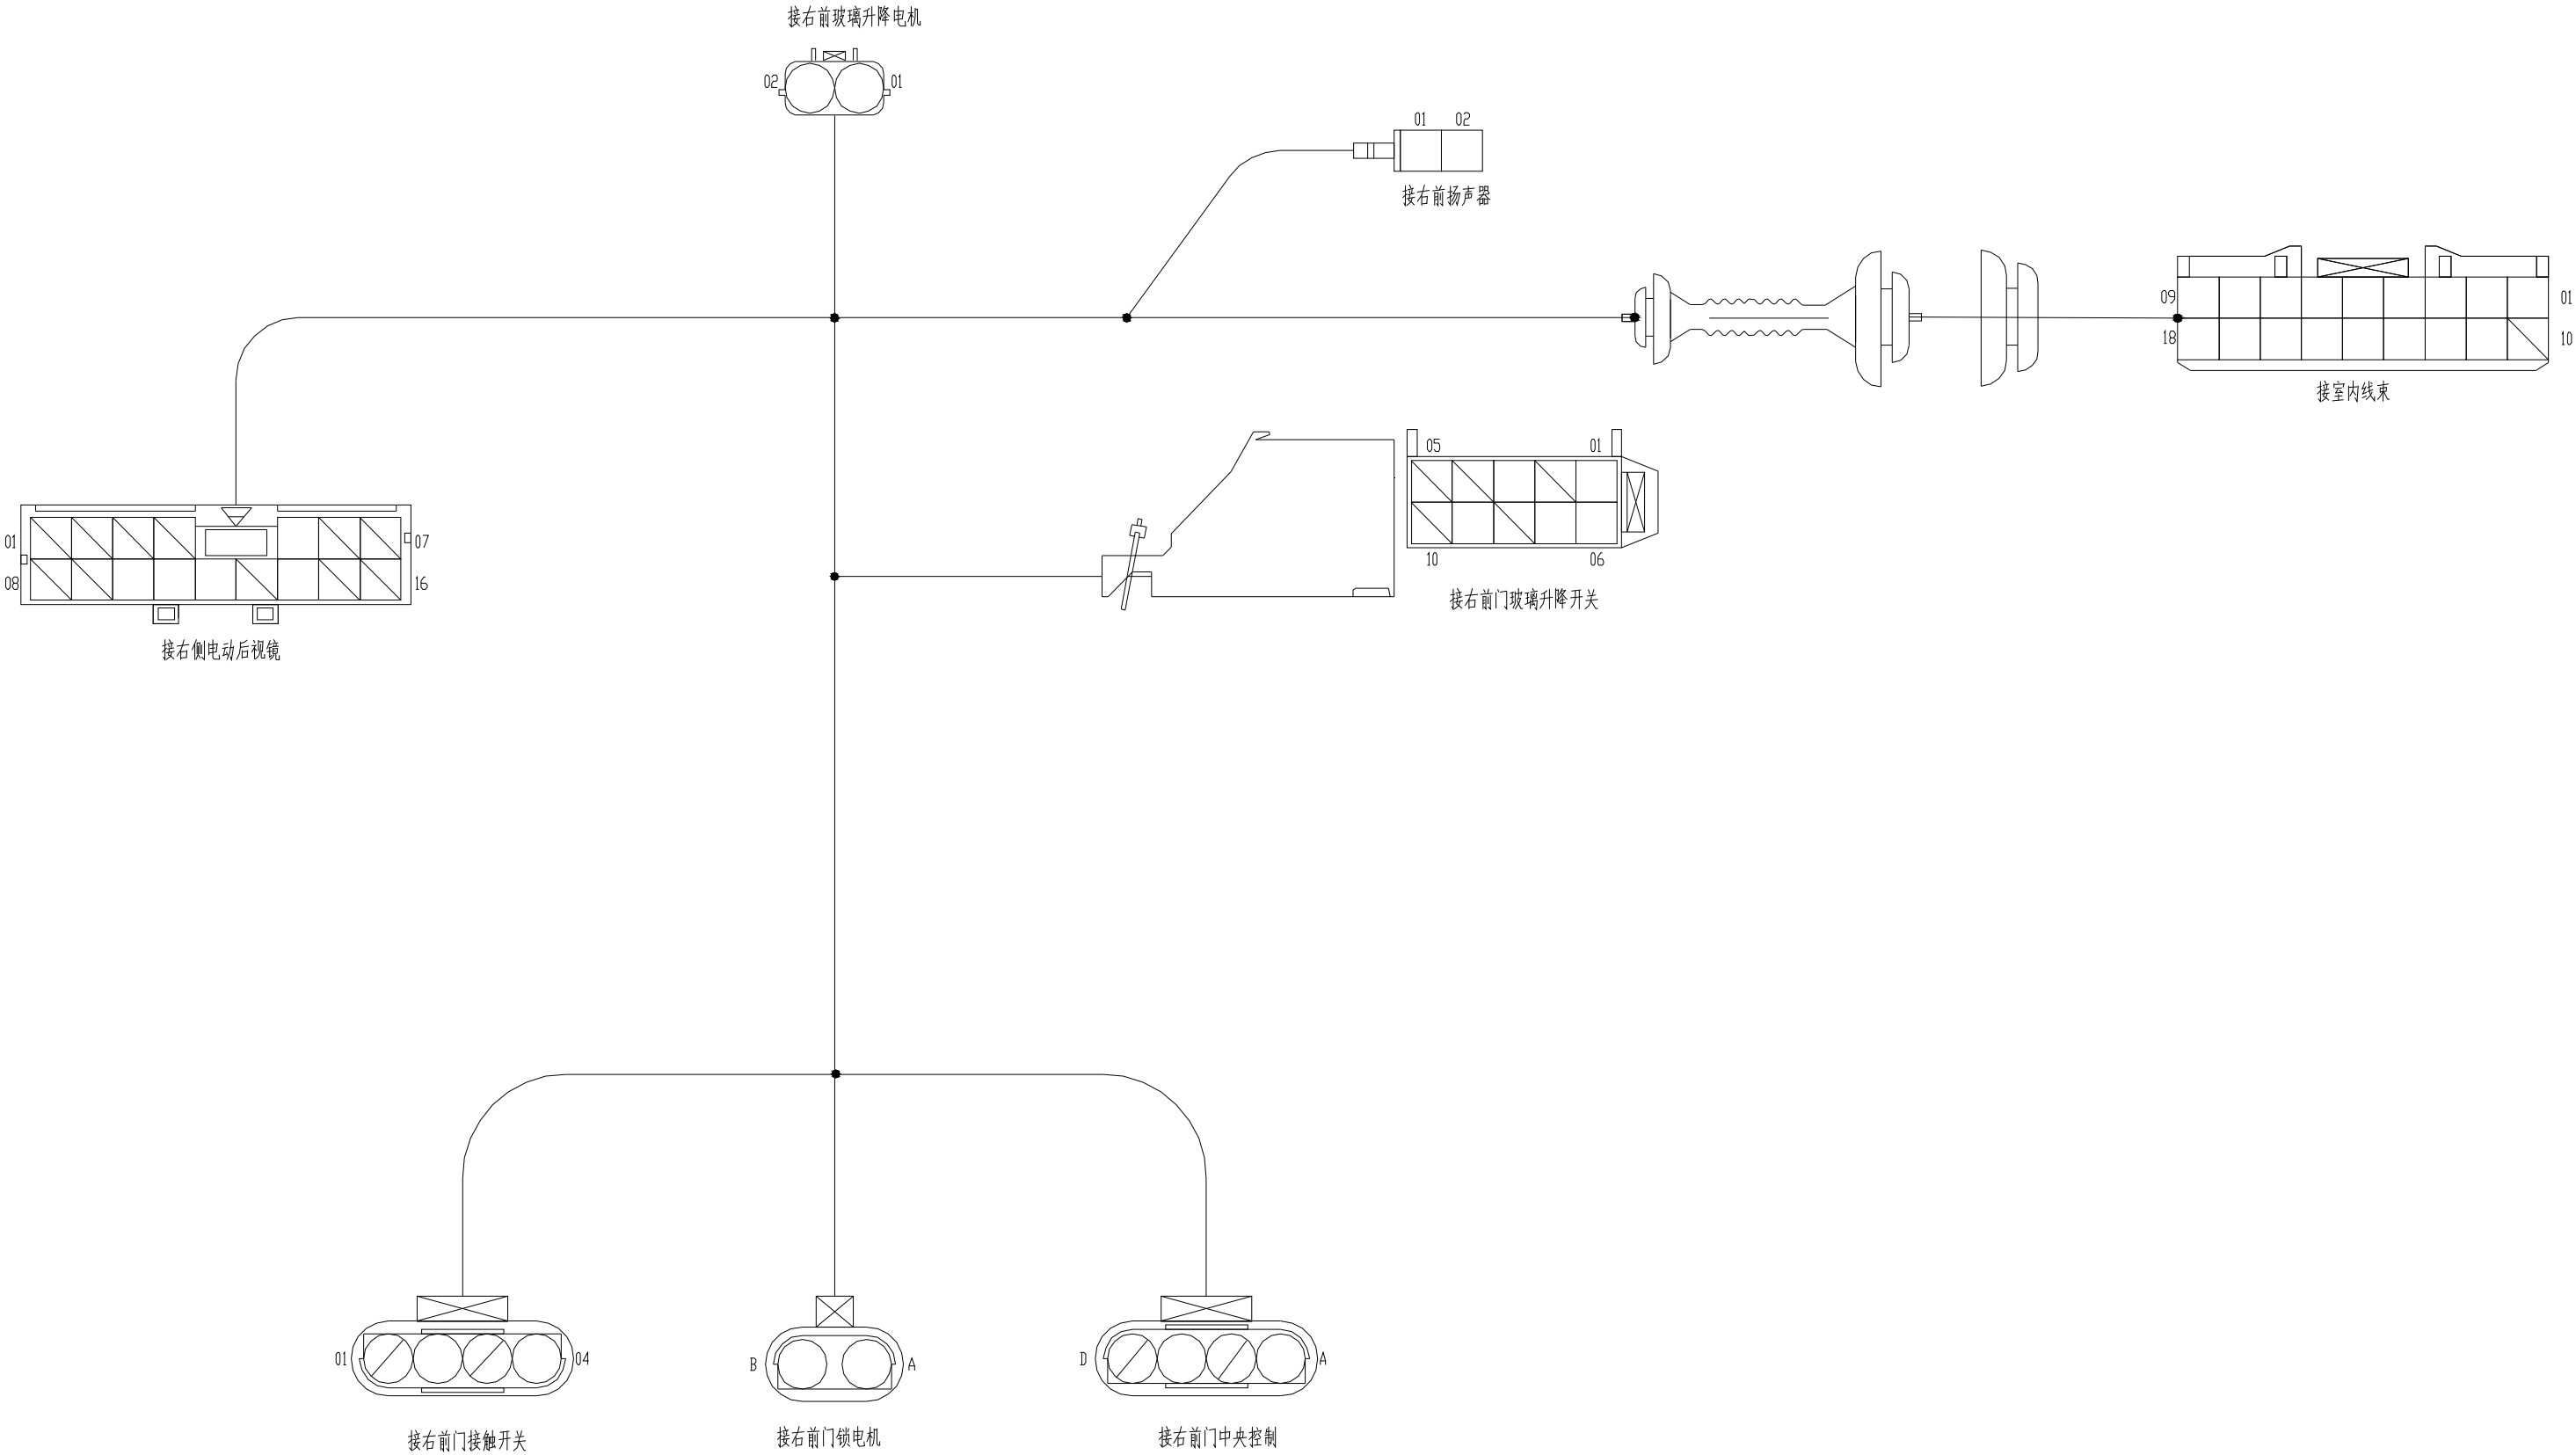 接右前玻璃升降电机
02 01
01 02
接右前扬声器
09 01
18 10
接室内线束
05 01
10 06
接右前门玻璃升降开关
01 07
08 16
接右侧电动后视镜
01 04
接右前门接触开关
B A
接右前门锁电机
D A
接右前门中央控制